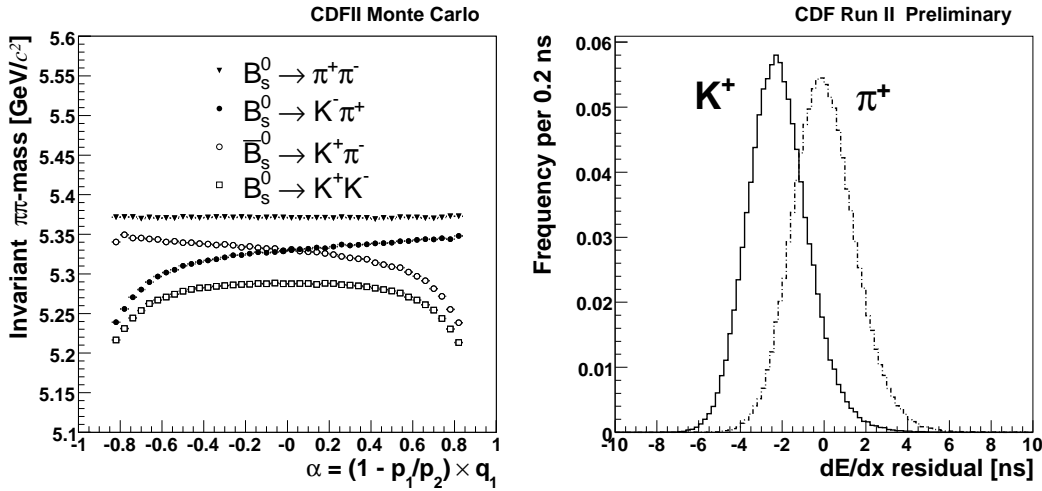 CDFII Monte Carlo
Invariant ππ-mass [GeV/c²]
5.6
5.55
5.5
5.45
5.4
5.35
5.3
5.25
5.2
5.15
5.1
B⁰ₛ → π⁺π⁻
B⁰ₛ → K⁻π⁺
B̅⁰ₛ → K⁺π⁻
B⁰ₛ → K⁺K⁻
-1 -0.8 -0.6 -0.4 -0.2 -0 0.2 0.4 0.6 0.8 1
α = (1 - p₁/p₂) × q₁
CDF Run II Preliminary
Frequency per 0.2 ns
0.06
0.05
0.04
0.03
0.02
0.01
0
K⁺
π⁺
-10 -8 -6 -4 -2 0 2 4 6 8 10
dE/dx residual [ns]